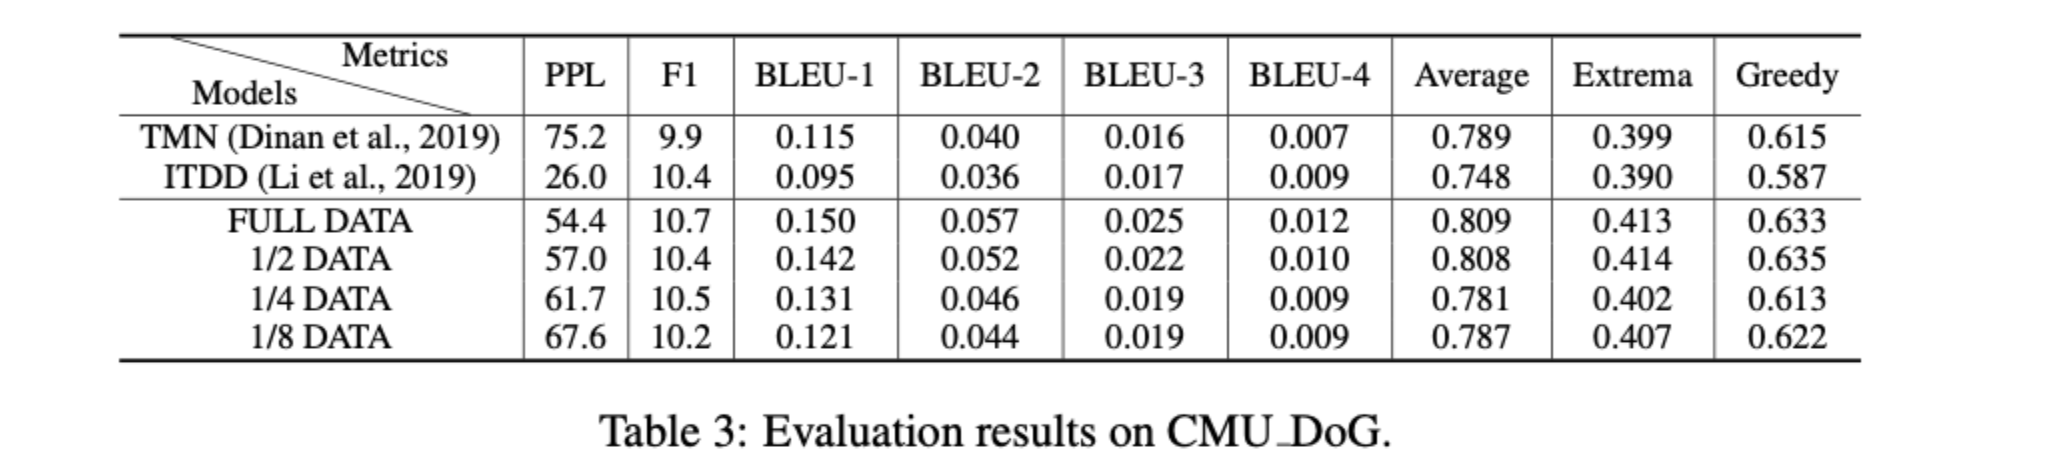 Metrics
Models
PPL F1 BLEU-1 BLEU-2 BLEU-3 BLEU-4 Average Extrema Greedy
TMN (Dinan et al., 2019) 75.2 9.9 0.115 0.040 0.016 0.007 0.789 0.399 0.615
ITDD (Li et al., 2019) 26.0 10.4 0.095 0.036 0.017 0.009 0.748 0.390 0.587
FULL DATA 54.4 10.7 0.150 0.057 0.025 0.012 0.809 0.413 0.633
1/2 DATA 57.0 10.4 0.142 0.052 0.022 0.010 0.808 0.414 0.635
1/4 DATA 61.7 10.5 0.131 0.046 0.019 0.009 0.781 0.402 0.613
1/8 DATA 67.6 10.2 0.121 0.044 0.019 0.009 0.787 0.407 0.622
Table 3: Evaluation results on CMU_DoG.